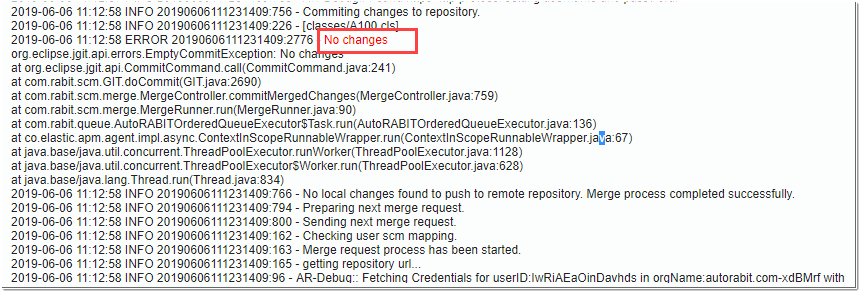 2019-06-06 11:12:58 INFO 20190606111231409:756 - Commiting changes to repository.
2019-06-06 11:12:58 INFO 20190606111231409:226 - [classes/A100.cls]
2019-06-06 11:12:58 ERROR 20190606111231409:2776 - No changes
org.eclipse.jgit.api.errors.EmptyCommitException: No changes
at org.eclipse.jgit.api.CommitCommand.call(CommitCommand.java:241)
at com.rabit.scm.GIT.doCommit(GIT.java:2690)
at com.rabit.scm.merge.MergeController.commitMergedChanges(MergeController.java:759)
at com.rabit.scm.merge.MergeRunner.run(MergeRunner.java:90)
at com.rabit.queue.AutoRABITOrderedQueueExecutor$Task.run(AutoRABITOrderedQueueExecutor.java:136)
at co.elastic.apm.agent.impl.async.ContextInScopeRunnableWrapper.run(ContextInScopeRunnableWrapper.java:67)
at java.base/java.util.concurrent.ThreadPoolExecutor.runWorker(ThreadPoolExecutor.java:1128)
at java.base/java.util.concurrent.ThreadPoolExecutor$Worker.run(ThreadPoolExecutor.java:628)
at java.base/java.lang.Thread.run(Thread.java:834)
2019-06-06 11:12:58 INFO 20190606111231409:766 - No local changes found to push to remote repository. Merge process completed successfully.
2019-06-06 11:12:58 INFO 20190606111231409:794 - Preparing next merge request.
2019-06-06 11:12:58 INFO 20190606111231409:800 - Sending next merge request.
2019-06-06 11:12:58 INFO 20190606111231409:162 - Checking user scm mapping.
2019-06-06 11:12:58 INFO 20190606111231409:163 - Merge request process has been started.
2019-06-06 11:12:58 INFO 20190606111231409:165 - getting repository url...
2019-06-06 11:12:58 INFO 20190606111231409:96 - AR-Debug:: Fetching Credentials for userID:IwRiAEaOinDavhds in orgName:autorabit.com-xdBMrf with